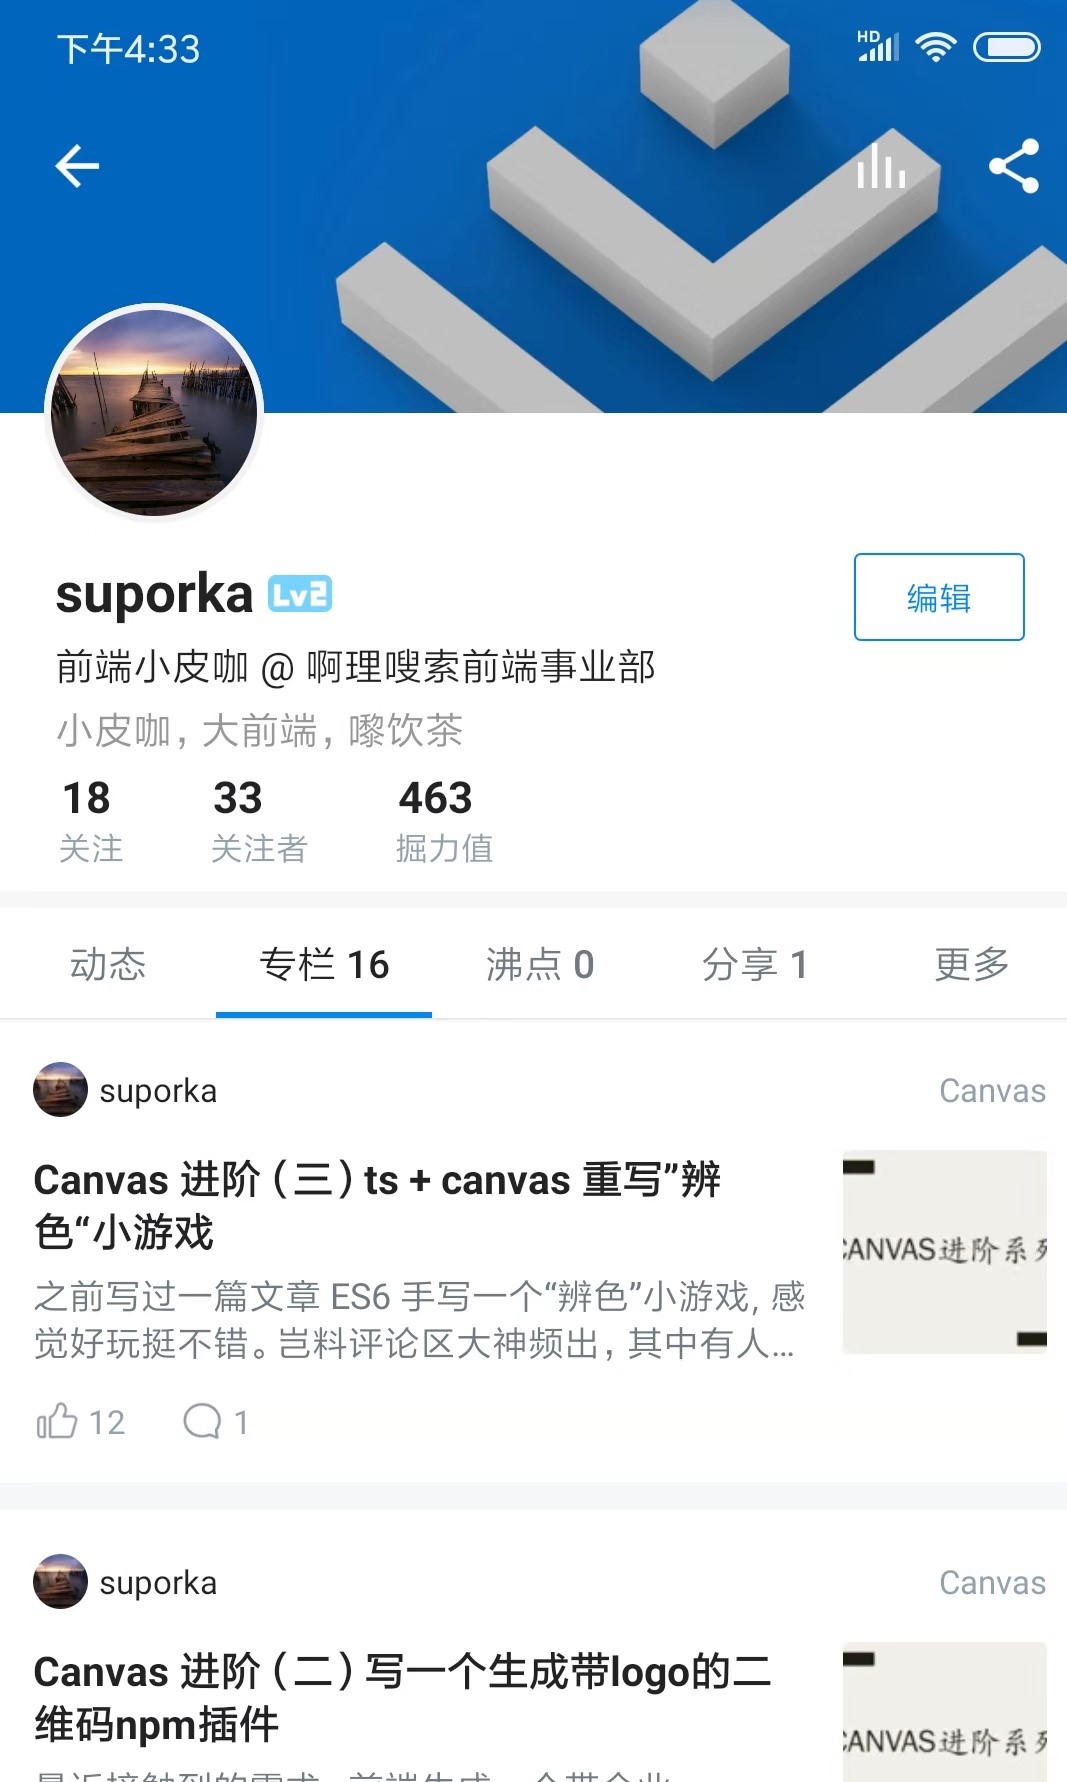 下午4:33
HD
suporka Lv2
编辑
前端小皮咖 @ 啊理嗖索前端事业部
小皮咖，大前端，嚟饮茶
18 33 463
关注 关注者 掘力值
动态 专栏 16 沸点 0 分享 1 更多
suporka Canvas
Canvas 进阶（三）ts + canvas 重写”辨
色“小游戏
之前写过一篇文章 ES6 手写一个“辨色”小游戏, 感
觉好玩挺不错。岂料评论区大神频出，其中有人...
CANVAS进阶系列
12 1
suporka Canvas
Canvas 进阶（二）写一个生成带logo的二
维码npm插件
CANVAS进阶系列